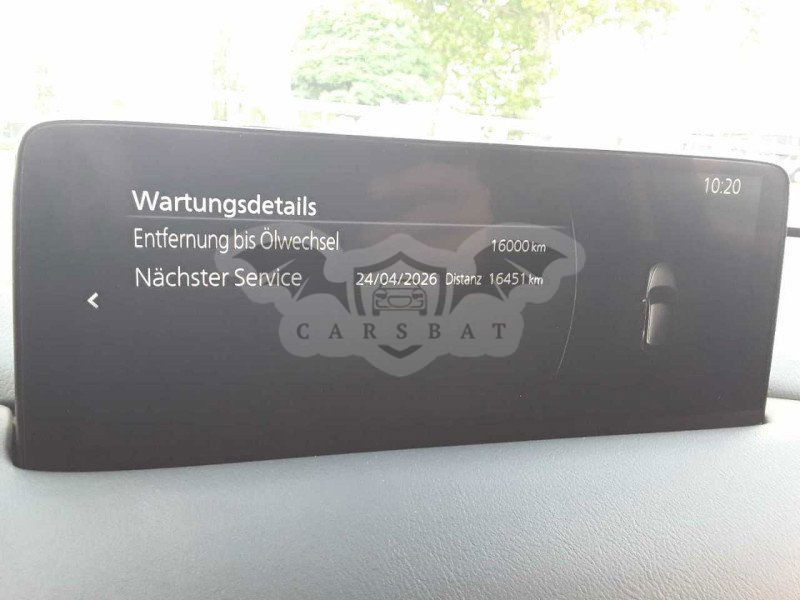 10:20
Wartungsdetails
Entfernung bis Ölwechsel 16000 km
Nächster Service 24/04/2026 Distanz 16451 km
CARSBAT